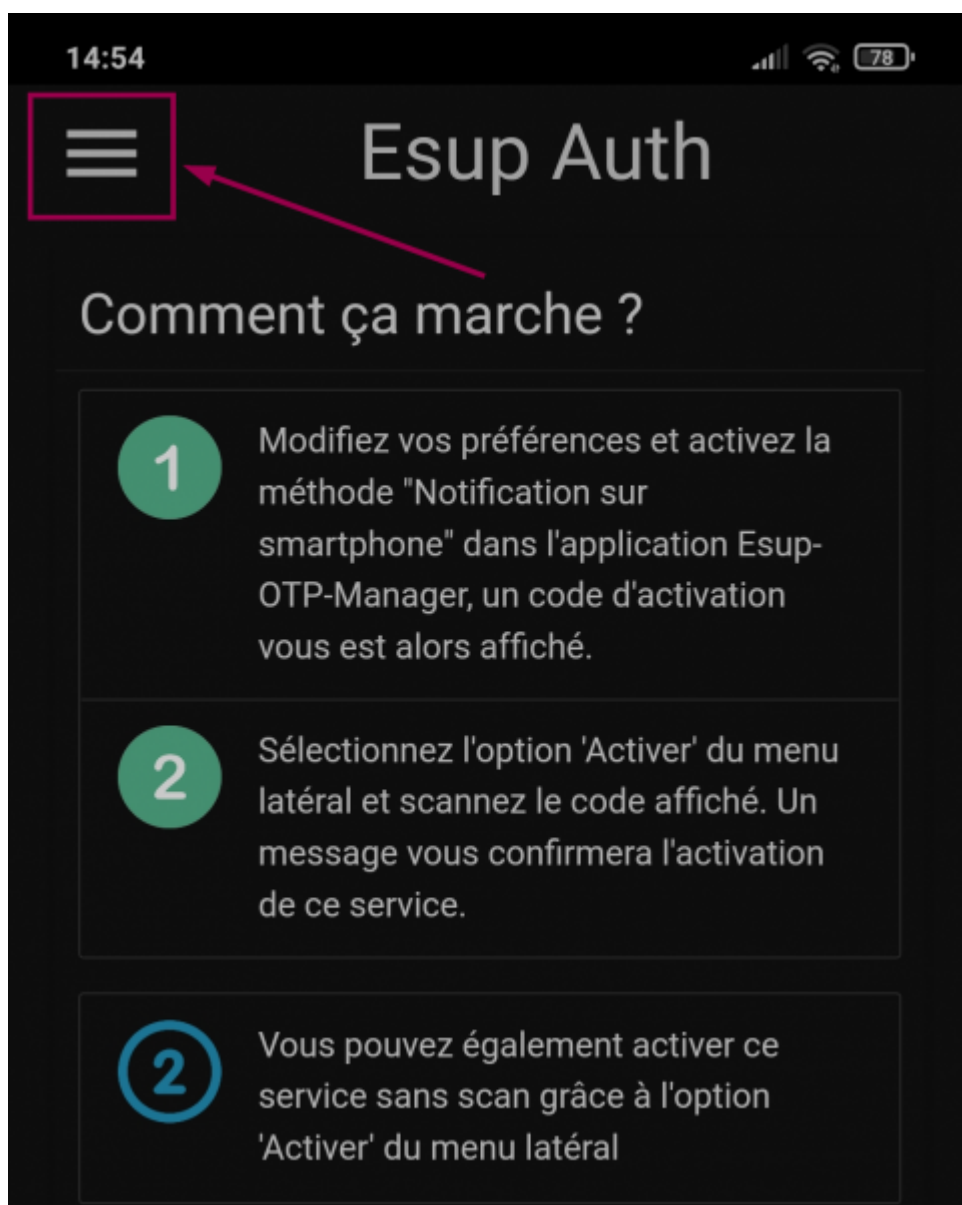 14:54
78
Esup Auth
Comment ça marche ?
1
Modifiez vos préférences et activez la
méthode "Notification sur
smartphone" dans l'application Esup-
OTP-Manager, un code d'activation
vous est alors affiché.
2
Sélectionnez l'option 'Activer' du menu
latéral et scannez le code affiché. Un
message vous confirmera l'activation
de ce service.
2
Vous pouvez également activer ce
service sans scan grâce à l'option
'Activer' du menu latéral